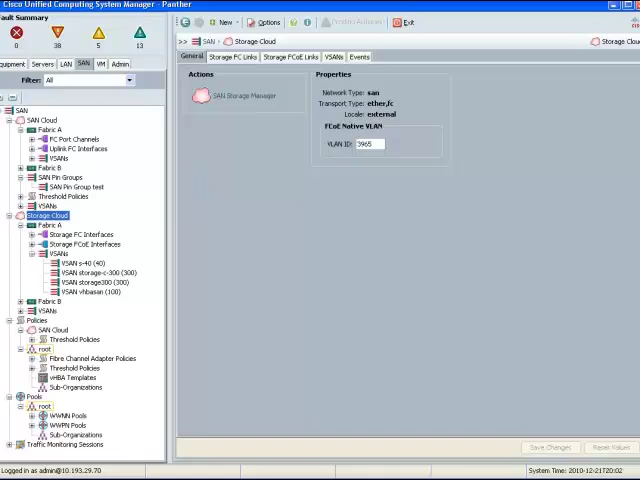 Cisco Unified Computing System Manager - Panther
Fault Summary
0 38 5 13
New Options Pending Activities Exit
>> SAN Storage Cloud Storage Cloud
Equipment Servers LAN SAN VM Admin
General Storage FC Links Storage FCoE Links VSANs Events
Filter: All
SAN
SAN Cloud
Fabric A
FC Port Channels
Uplink FC Interfaces
VSANs
Fabric B
SAN Pin Groups
SAN Pin Group test
Threshold Policies
VSANs
Storage Cloud
Fabric A
Storage FC Interfaces
Storage FCoE Interfaces
VSANs
VSAN s-40 (40)
VSAN storage-c-300 (300)
VSAN storage300 (300)
VSAN vhbasan (100)
Fabric B
VSANs
Policies
SAN Cloud
Threshold Policies
root
Fibre Channel Adapter Policies
Threshold Policies
vHBA Templates
Sub-Organizations
Pools
root
WWNN Pools
WWPN Pools
Sub-Organizations
Traffic Monitoring Sessions
Actions
SAN Storage Manager
Properties
Network Type: san
Transport Type: ether,fc
Locale: external
FCoE Native VLAN
VLAN ID: 3965
Save Changes Reset Values
Logged in as admin@10.193.29.70
System Time: 2010-12-21T20:02